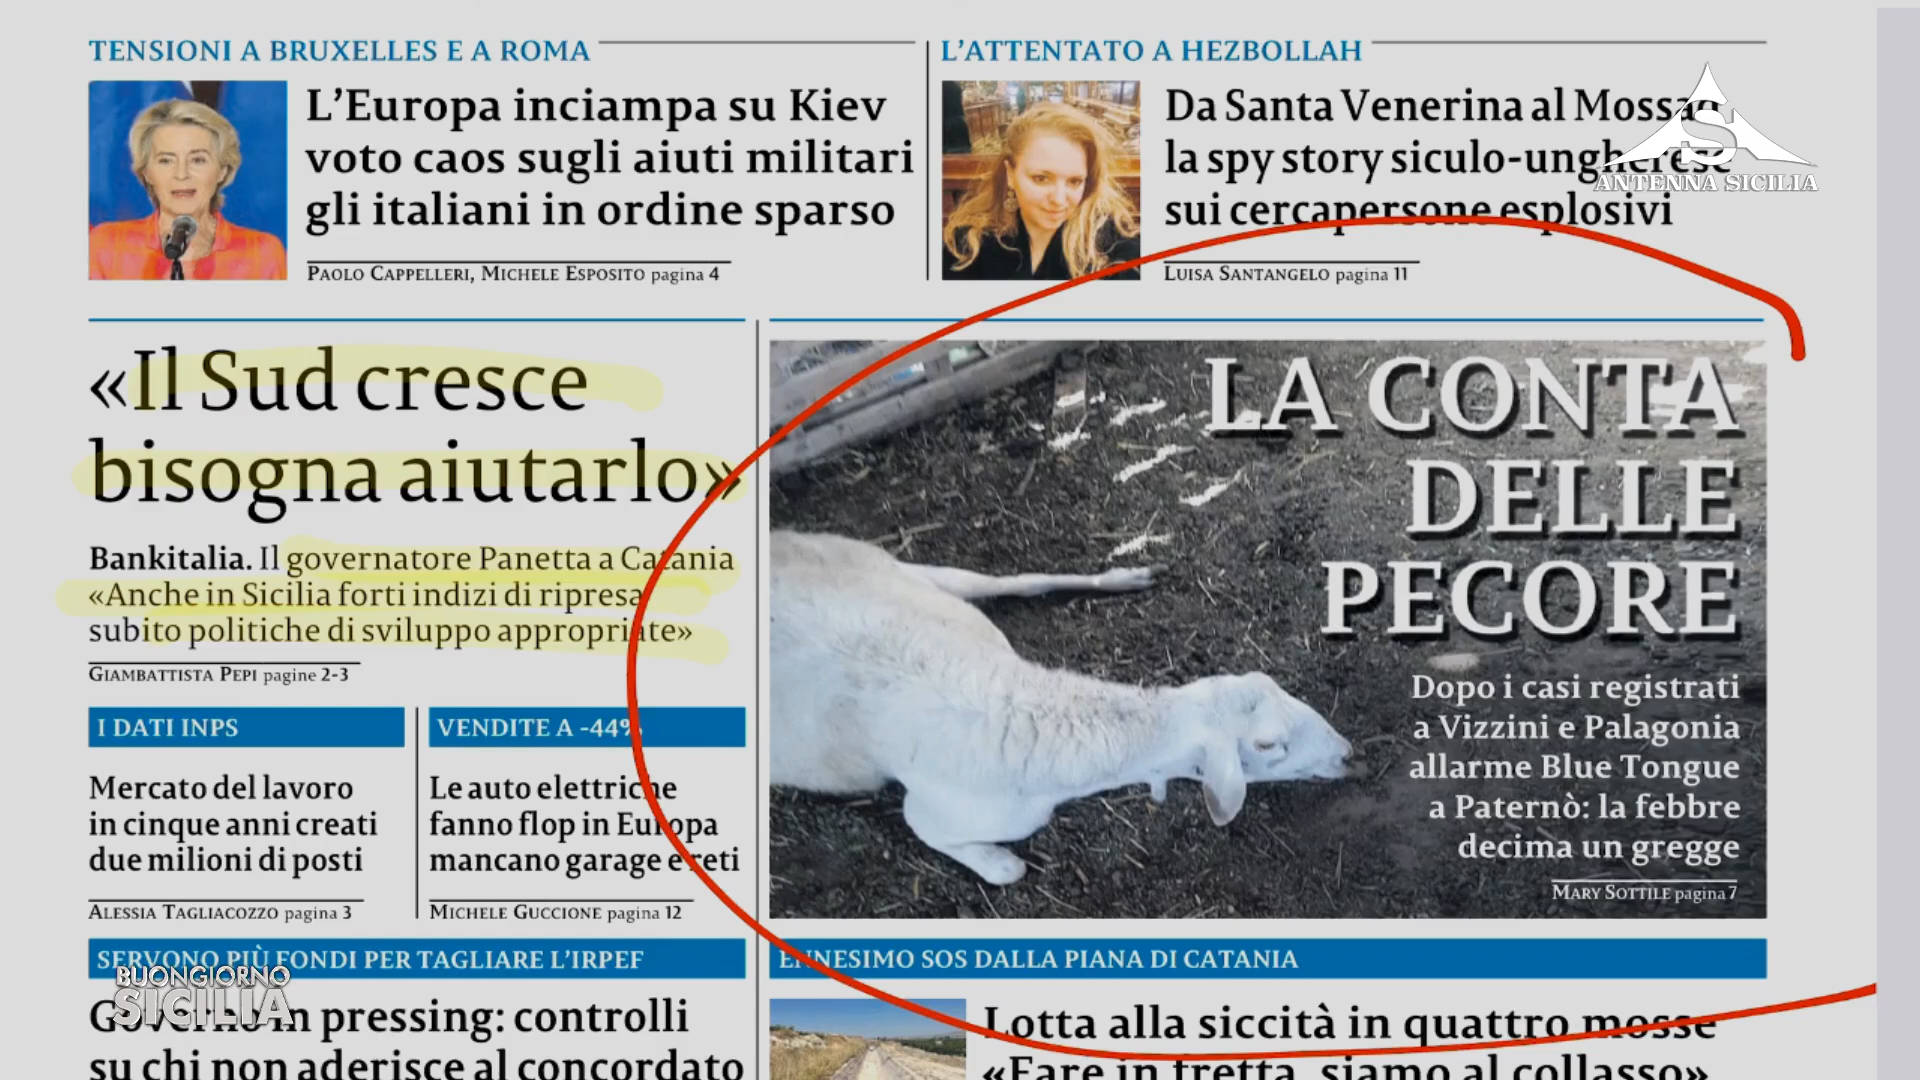 TENSIONI A BRUXELLES E A ROMA
L'Europa inciampa su Kiev
voto caos sugli aiuti militari
gli italiani in ordine sparso
PAOLO CAPPELLERI, MICHELE ESPOSITO pagina 4
L'ATTENTATO A HEZBOLLAH
Da Santa Venerina al Mossad
la spy story siculo-ungherese
sui cercapersone esplosivi
LUISA SANTANGELO pagina 11
S
ANTENNA SICILIA
«Il Sud cresce
bisogna aiutarlo»
Bankitalia. Il governatore Panetta a Catania
«Anche in Sicilia forti indizi di ripresa
subito politiche di sviluppo appropriate»
GIAMBATTISTA PEPI pagine 2-3
I DATI INPS
Mercato del lavoro
in cinque anni creati
due milioni di posti
ALESSIA TAGLIACOZZO pagina 3
VENDITE A -44%
Le auto elettriche
fanno flop in Europa
mancano garage e reti
MICHELE GUCCIONE pagina 12
LA CONTA
DELLE
PECORE
Dopo i casi registrati
a Vizzini e Palagonia
allarme Blue Tongue
a Paternò: la febbre
decima un gregge
MARY SOTTILE pagina 7
SERVONO PIÙ FONDI PER TAGLIARE L'IRPEF
Governo in pressing: controlli
su chi non aderisce al concordato
BUONGIORNO
SICILIA
ENNESIMO SOS DALLA PIANA DI CATANIA
Lotta alla siccità in quattro mosse
«Fare in fretta, siamo al collasso»